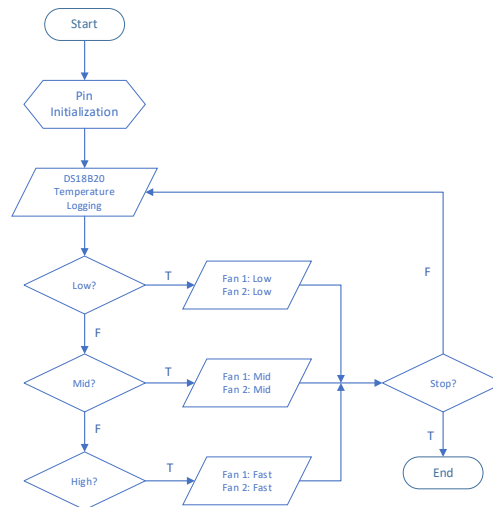 Start
Pin
Initialization
DS18B20
Temperature
Logging
Low?
T
Fan 1: Low
Fan 2: Low
F
F
Mid?
T
Fan 1: Mid
Fan 2: Mid
Stop?
F
T
High?
T
Fan 1: Fast
Fan 2: Fast
End